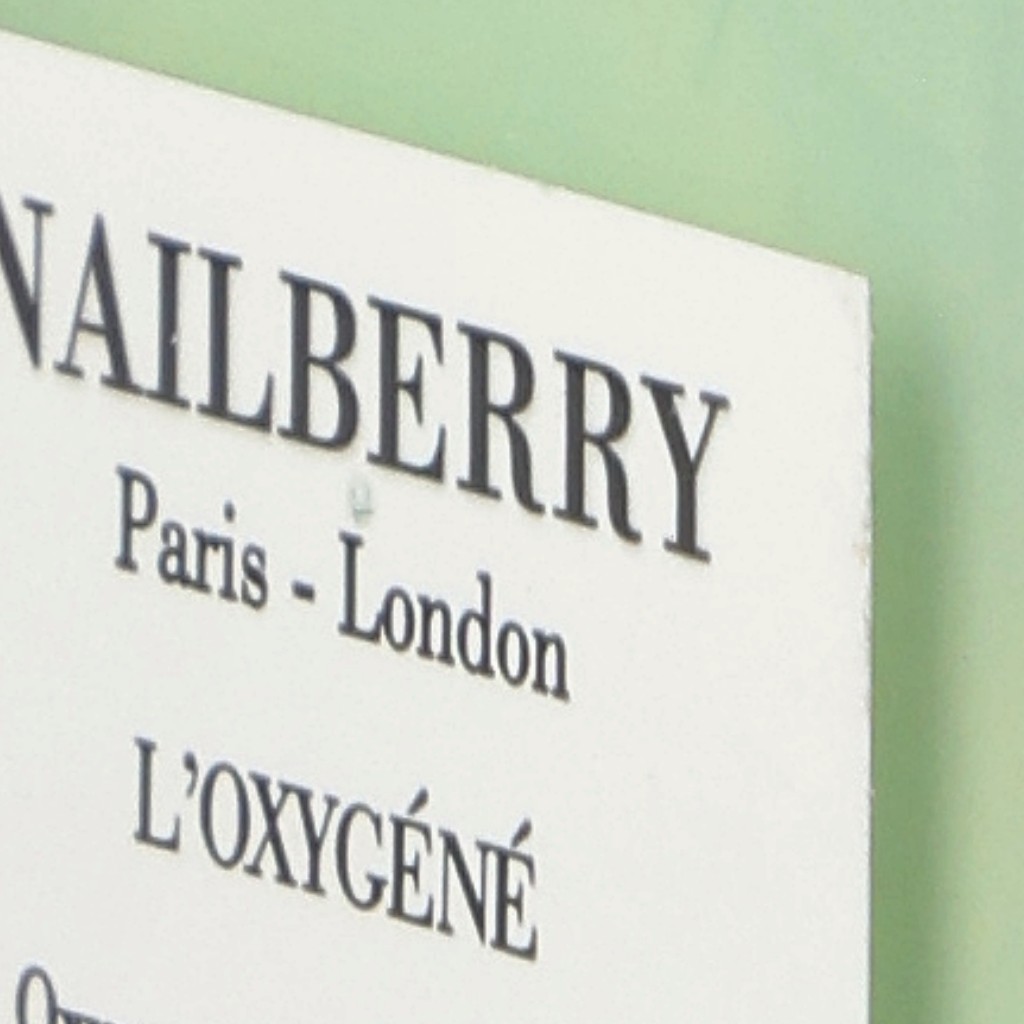 NAILBERRY
Paris - London
L'OXYGÉNÉ